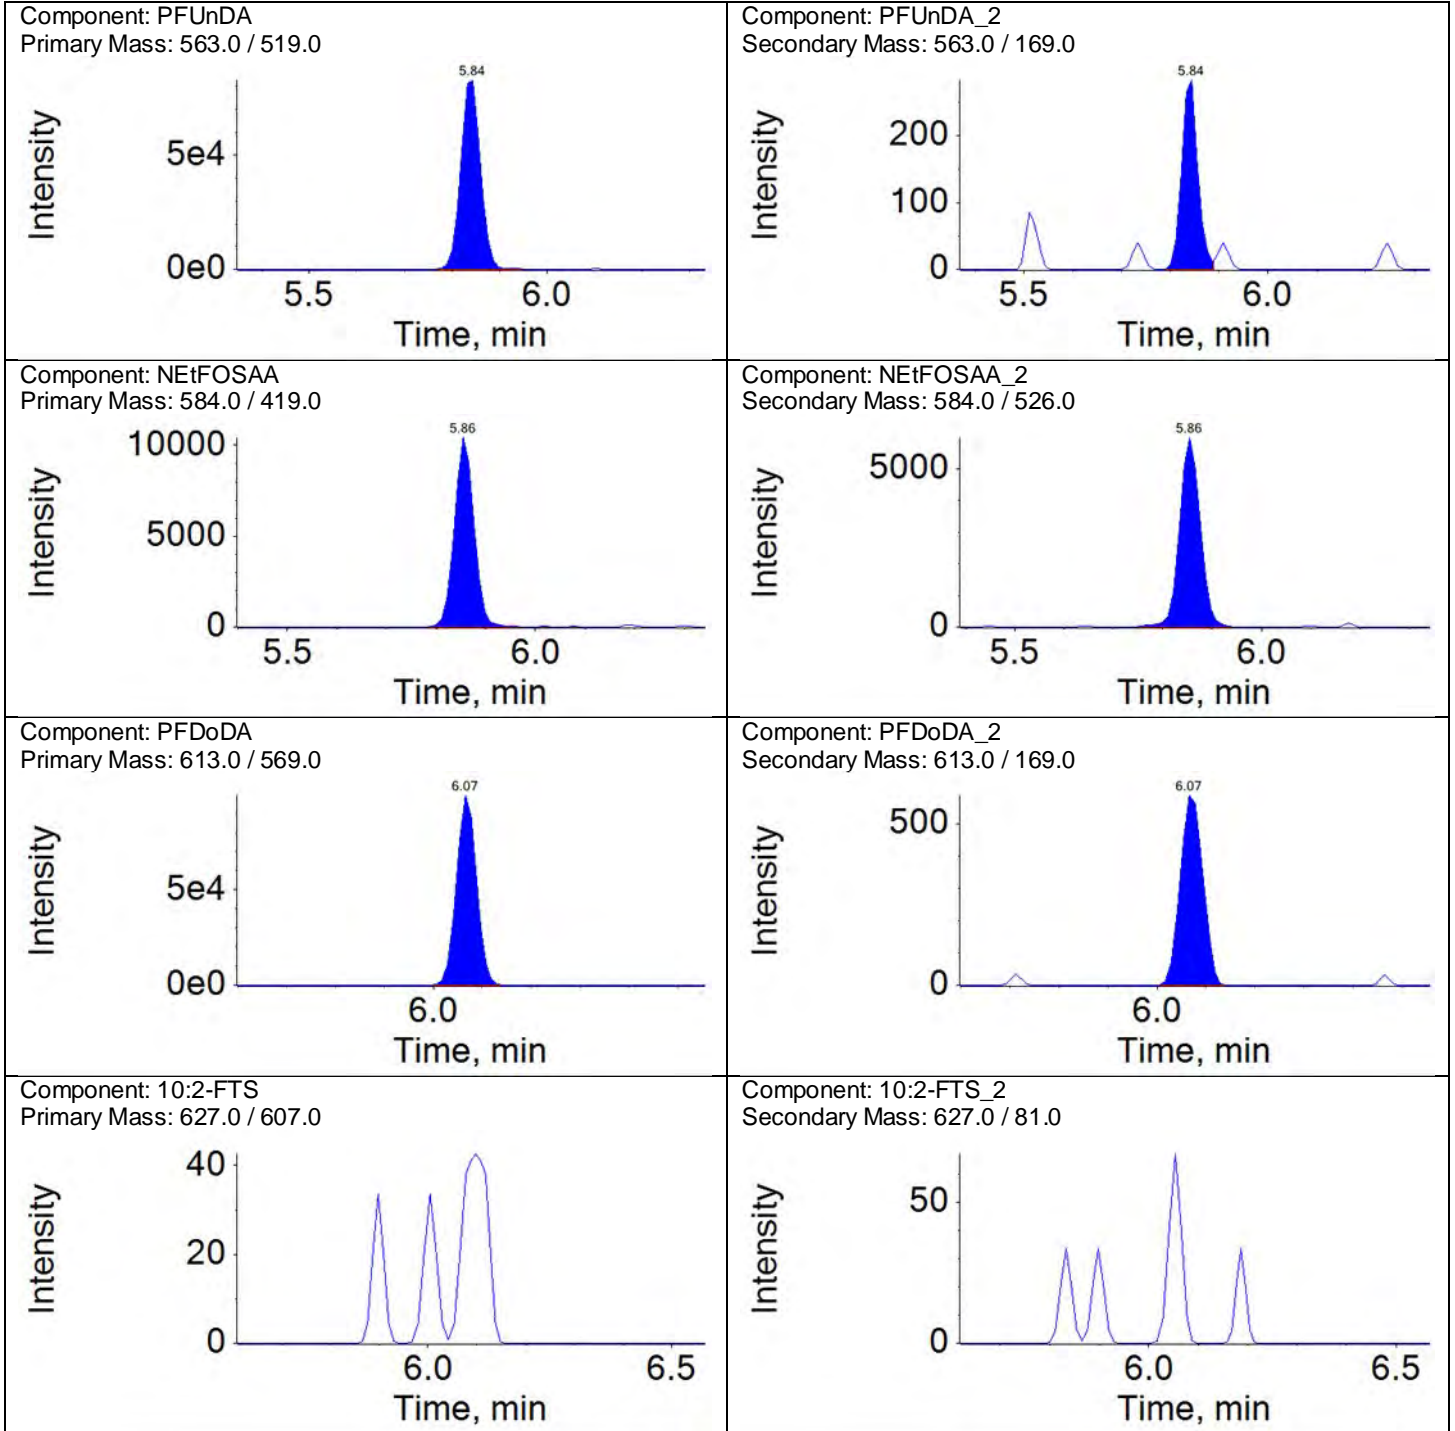 Component: PFUnDA
Primary Mass: 563.0 / 519.0
5.84
Intensity
5e4
0e0
5.5 6.0
Time, min
Component: PFUnDA_2
Secondary Mass: 563.0 / 169.0
5.84
Intensity
200
100
0
5.5 6.0
Time, min
Component: NEtFOSAA
Primary Mass: 584.0 / 419.0
5.86
Intensity
10000
5000
0
5.5 6.0
Time, min
Component: NEtFOSAA_2
Secondary Mass: 584.0 / 526.0
5.86
Intensity
5000
0
5.5 6.0
Time, min
Component: PFDoDA
Primary Mass: 613.0 / 569.0
6.07
Intensity
5e4
0e0
6.0
Time, min
Component: PFDoDA_2
Secondary Mass: 613.0 / 169.0
6.07
Intensity
500
0
6.0
Time, min
Component: 10:2-FTS
Primary Mass: 627.0 / 607.0
Intensity
40
20
0
6.0 6.5
Time, min
Component: 10:2-FTS_2
Secondary Mass: 627.0 / 81.0
Intensity
50
0
6.0 6.5
Time, min